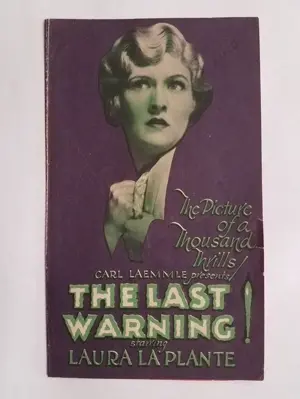 The Picture
of a
Thousand
Thrills!
CARL LAEMMLE presents
THE LAST
WARNING!
starring
LAURA LA PLANTE